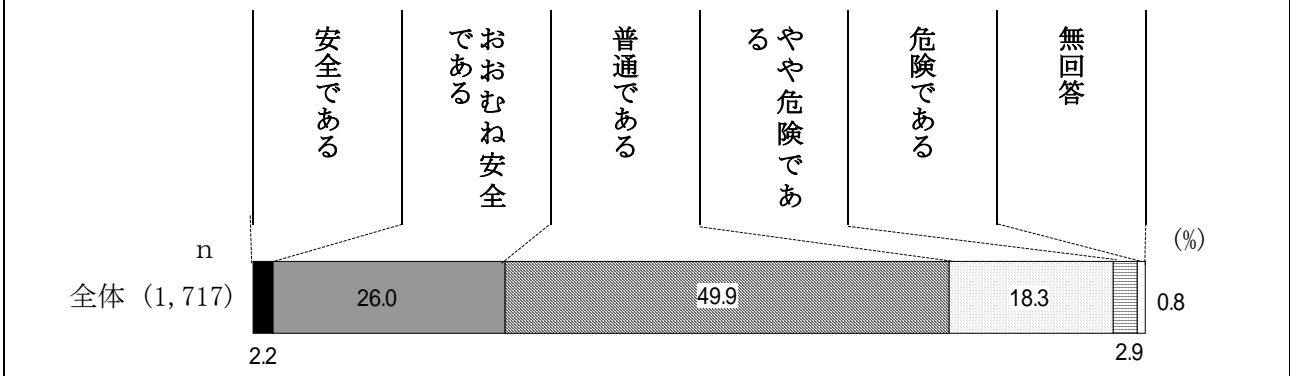 安全である
おおむね安全
である
普通である
やや危険であ
る
危険である
無回答
(%)
n
全体 (1,717)
26.0
49.9
18.3
0.8
2.2
2.9